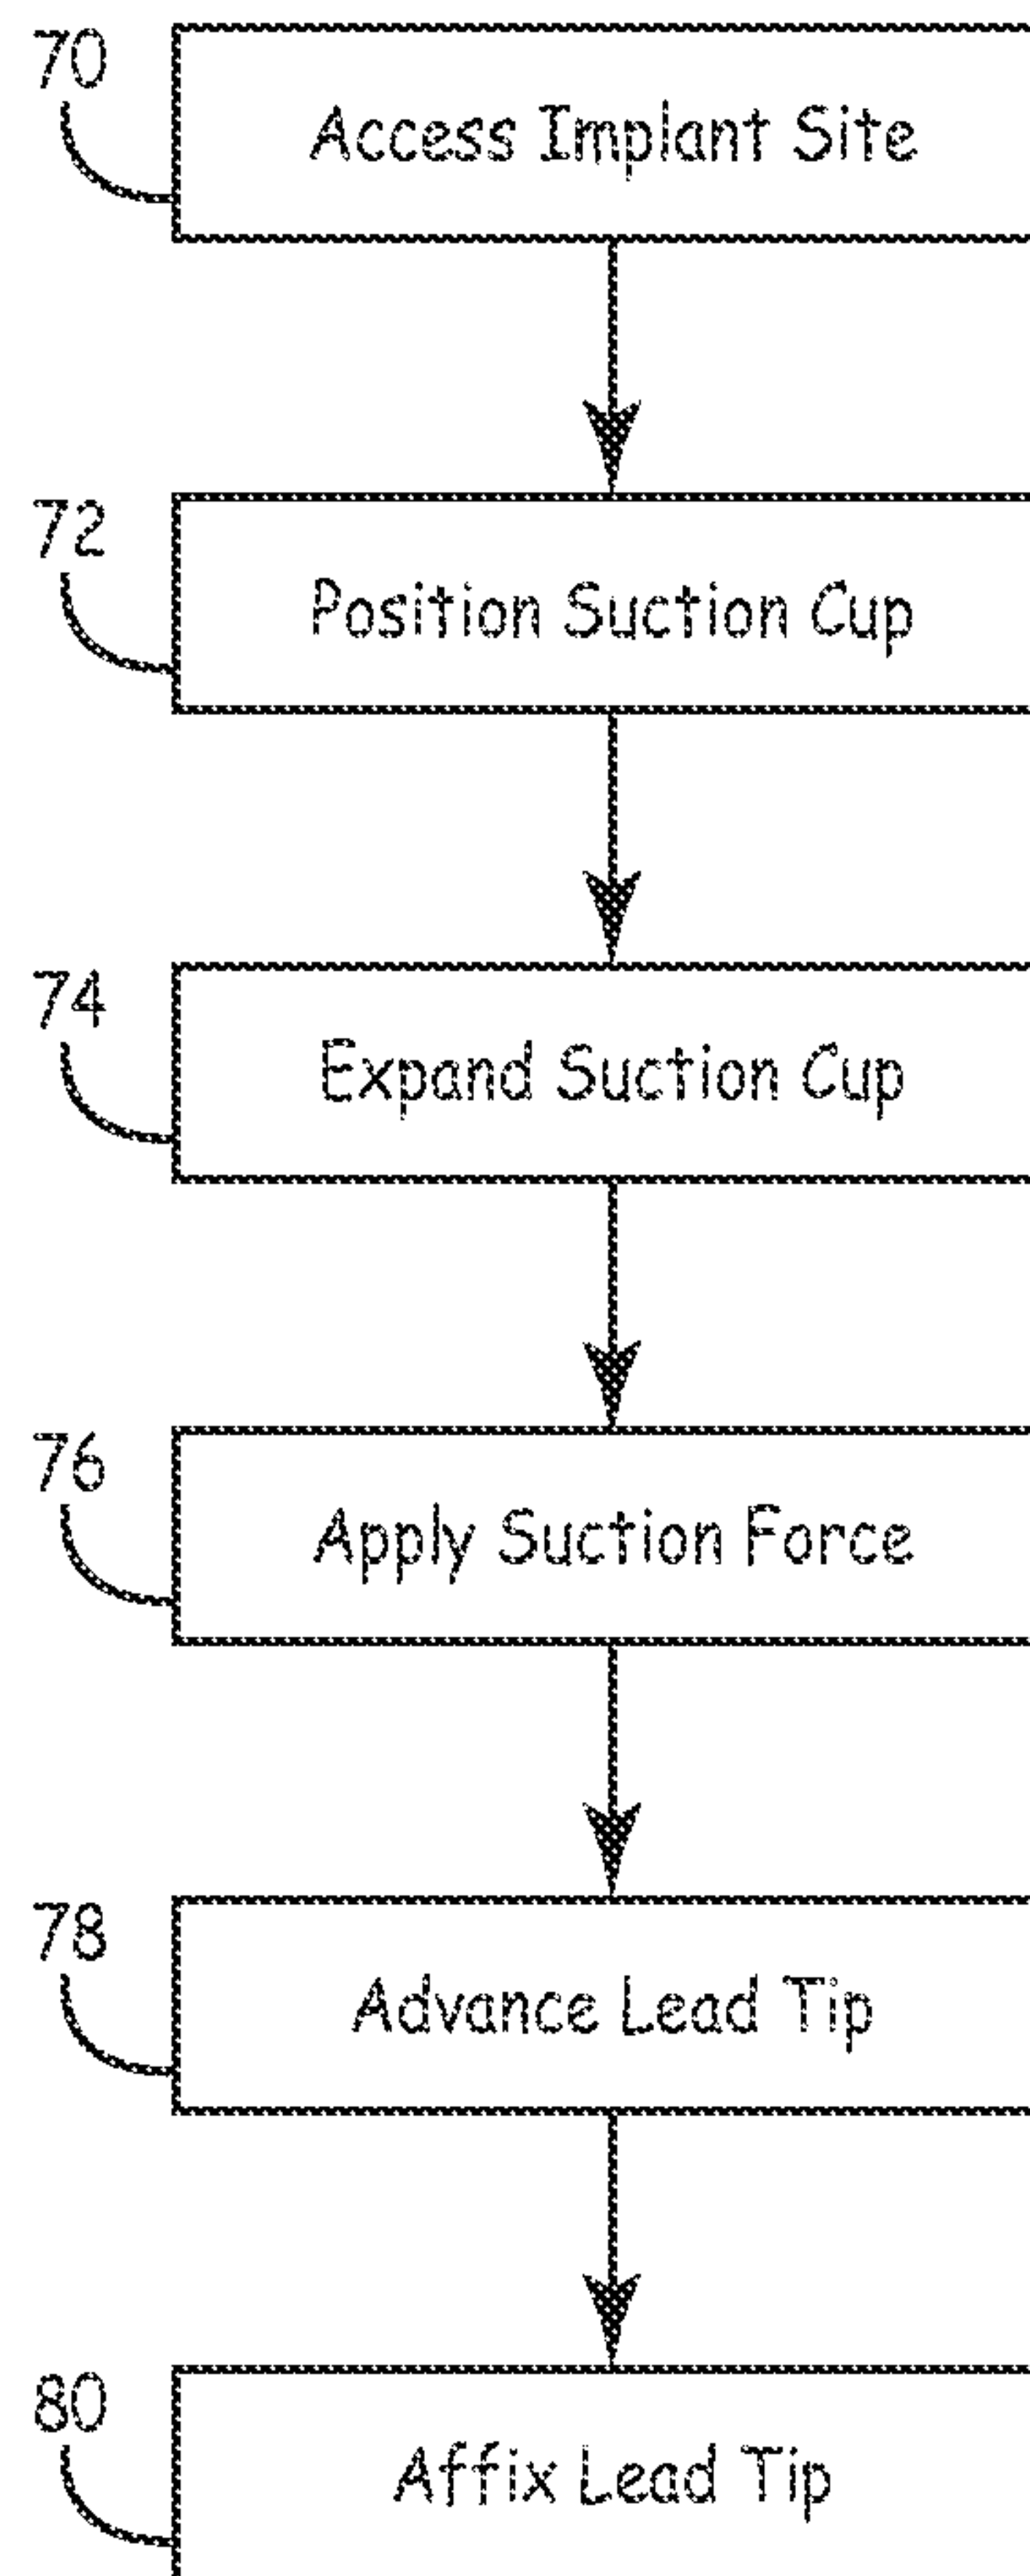 70
Access Implant Site
72
Position Suction Cup
74
Expand Suction Cup
76
Apply Suction Force
78
Advance Lead Tip
80
Affix Lead Tip